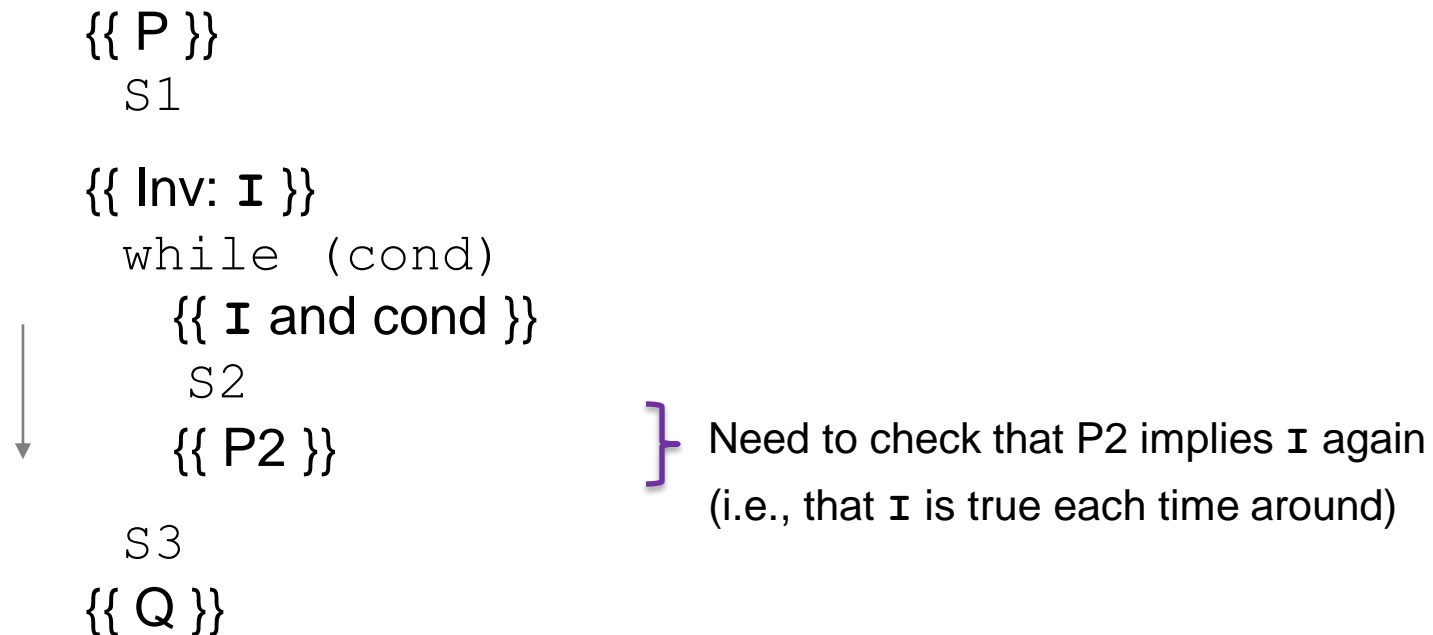 {{ P }}
S1
{{ Inv: I }}
while (cond)
{{ I and cond }}
S2
{{ P2 }}
Need to check that P2 implies I again
(i.e., that I is true each time around)
S3
{{ Q }}